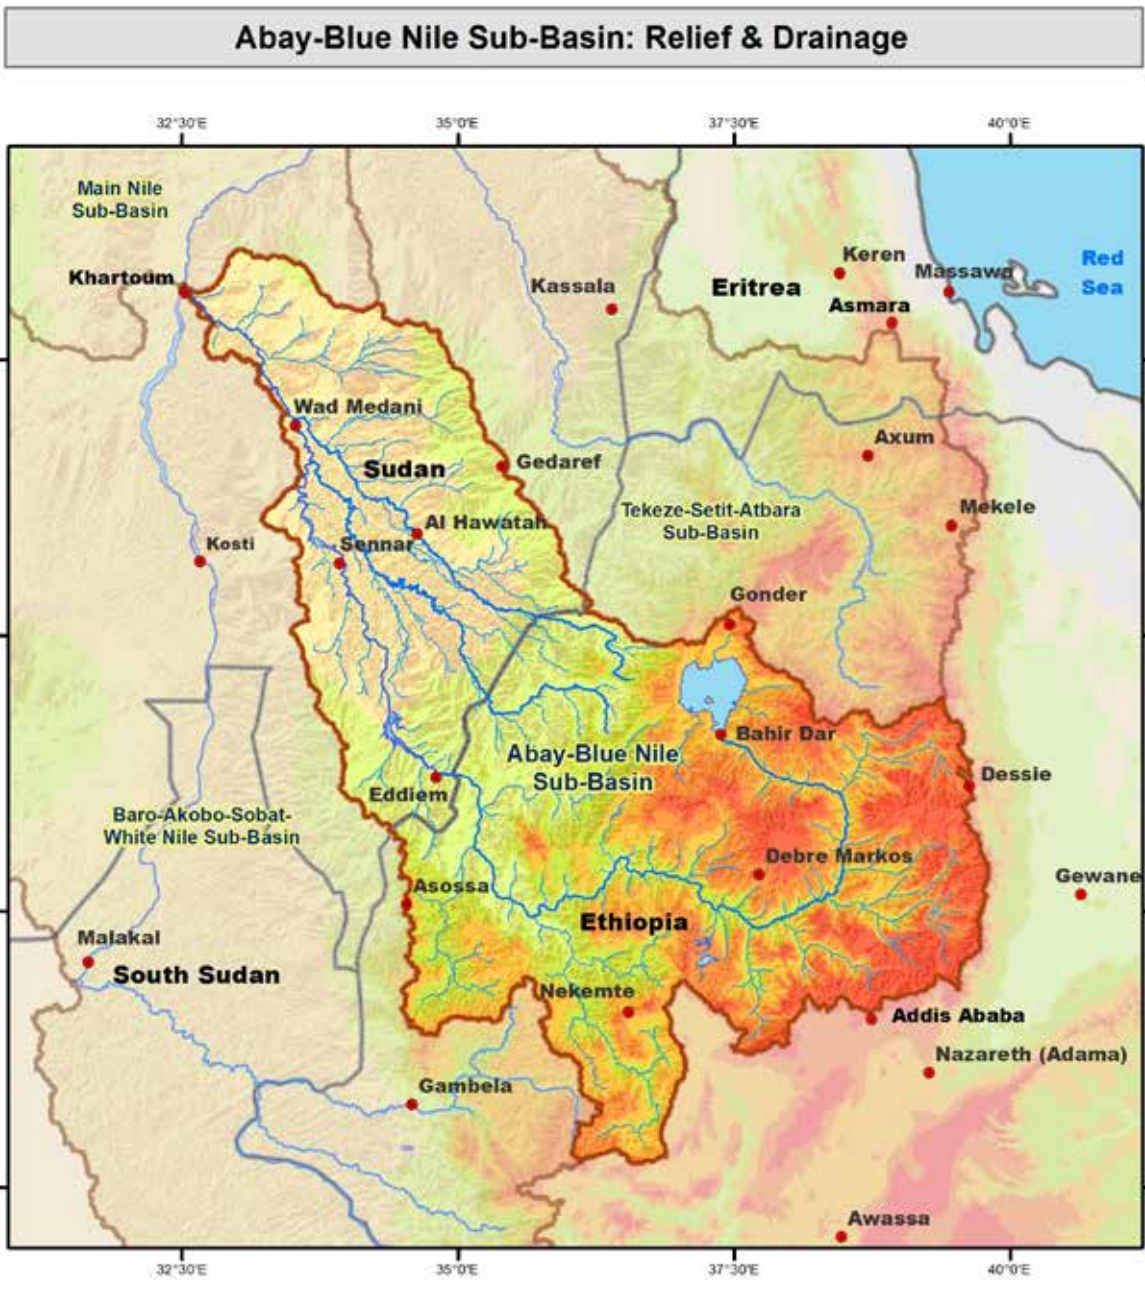 Abay-Blue Nile Sub-Basin: Relief & Drainage
32°30'E
35°0'E
37°30'E
40°0'E
Main Nile
Sub-Basin
Khartoum
Kassala
Keren
Massawa
Red
Sea
Eritrea
Asmara
Wad Medani
Sudan
Gedaref
Axum
Tekeze-Setit-Atbara
Sub-Basin
Mekele
Al Hawatah
Sennar
Kosti
Gonder
Bahir Dar
Abay-Blue Nile
Sub-Basin
Dessie
Eddiem
Baro-Akobo-Sobat-
White Nile Sub-Basin
Debre Markos
Gewane
Asossa
Ethiopia
Malakal
South Sudan
Nekemte
Addis Ababa
Nazareth (Adama)
Gambela
Awassa
32°30'E
35°0'E
37°30'E
40°0'E